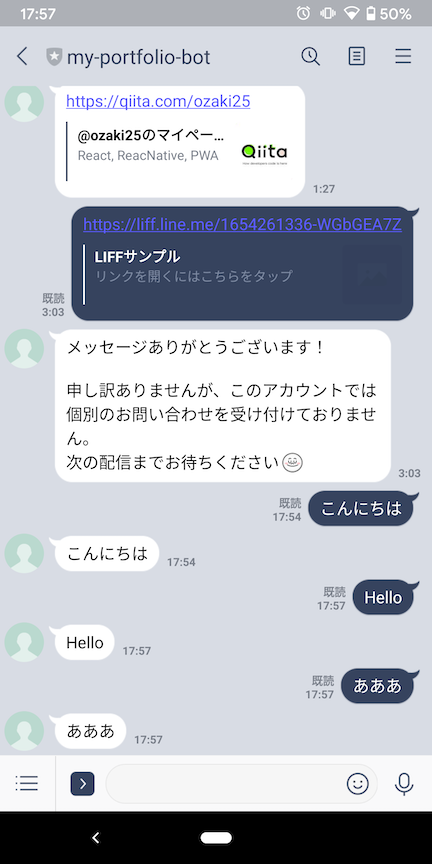 17:57
50%
my-portfolio-bot
https://qiita.com/ozaki25
@ozaki25のマイペー…
React, ReacNative, PWA
Qiita
1:27
https://liff.line.me/1654261336-WGbGEA7Z
LIFFサンプル
リンクを開くにはこちらをタップ
既読
3:03
メッセージありがとうございます！
申し訳ありませんが、このアカウントでは
個別のお問い合わせを受け付けておりませ
ん。
次の配信までお待ちください
3:03
既読
17:54
こんにちは
こんにちは
17:54
既読
17:57
Hello
Hello
17:57
既読
17:57
あああ
あああ
17:57